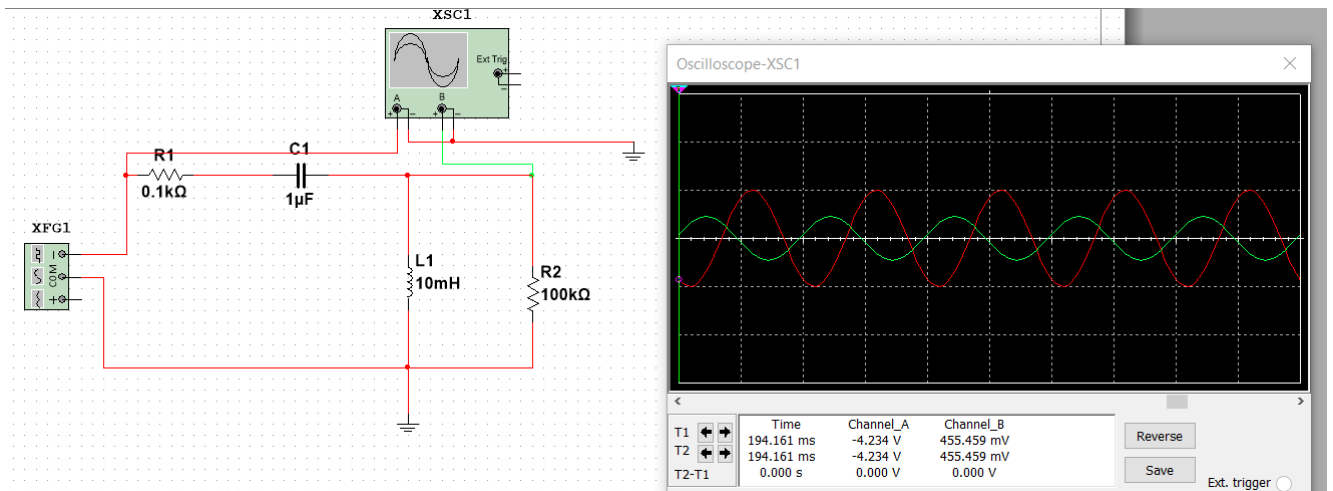 XSC1
Ext Trig
+
−
A
B
+ − + −
R1
0.1kΩ
C1
1µF
XFG1
COM
+
L1
10mH
R2
100kΩ
Oscilloscope-XSC1
Time Channel_A Channel_B
T1 194.161 ms -4.234 V 455.459 mV
T2 194.161 ms -4.234 V 455.459 mV
T2-T1 0.000 s 0.000 V 0.000 V
Reverse
Save
Ext. trigger